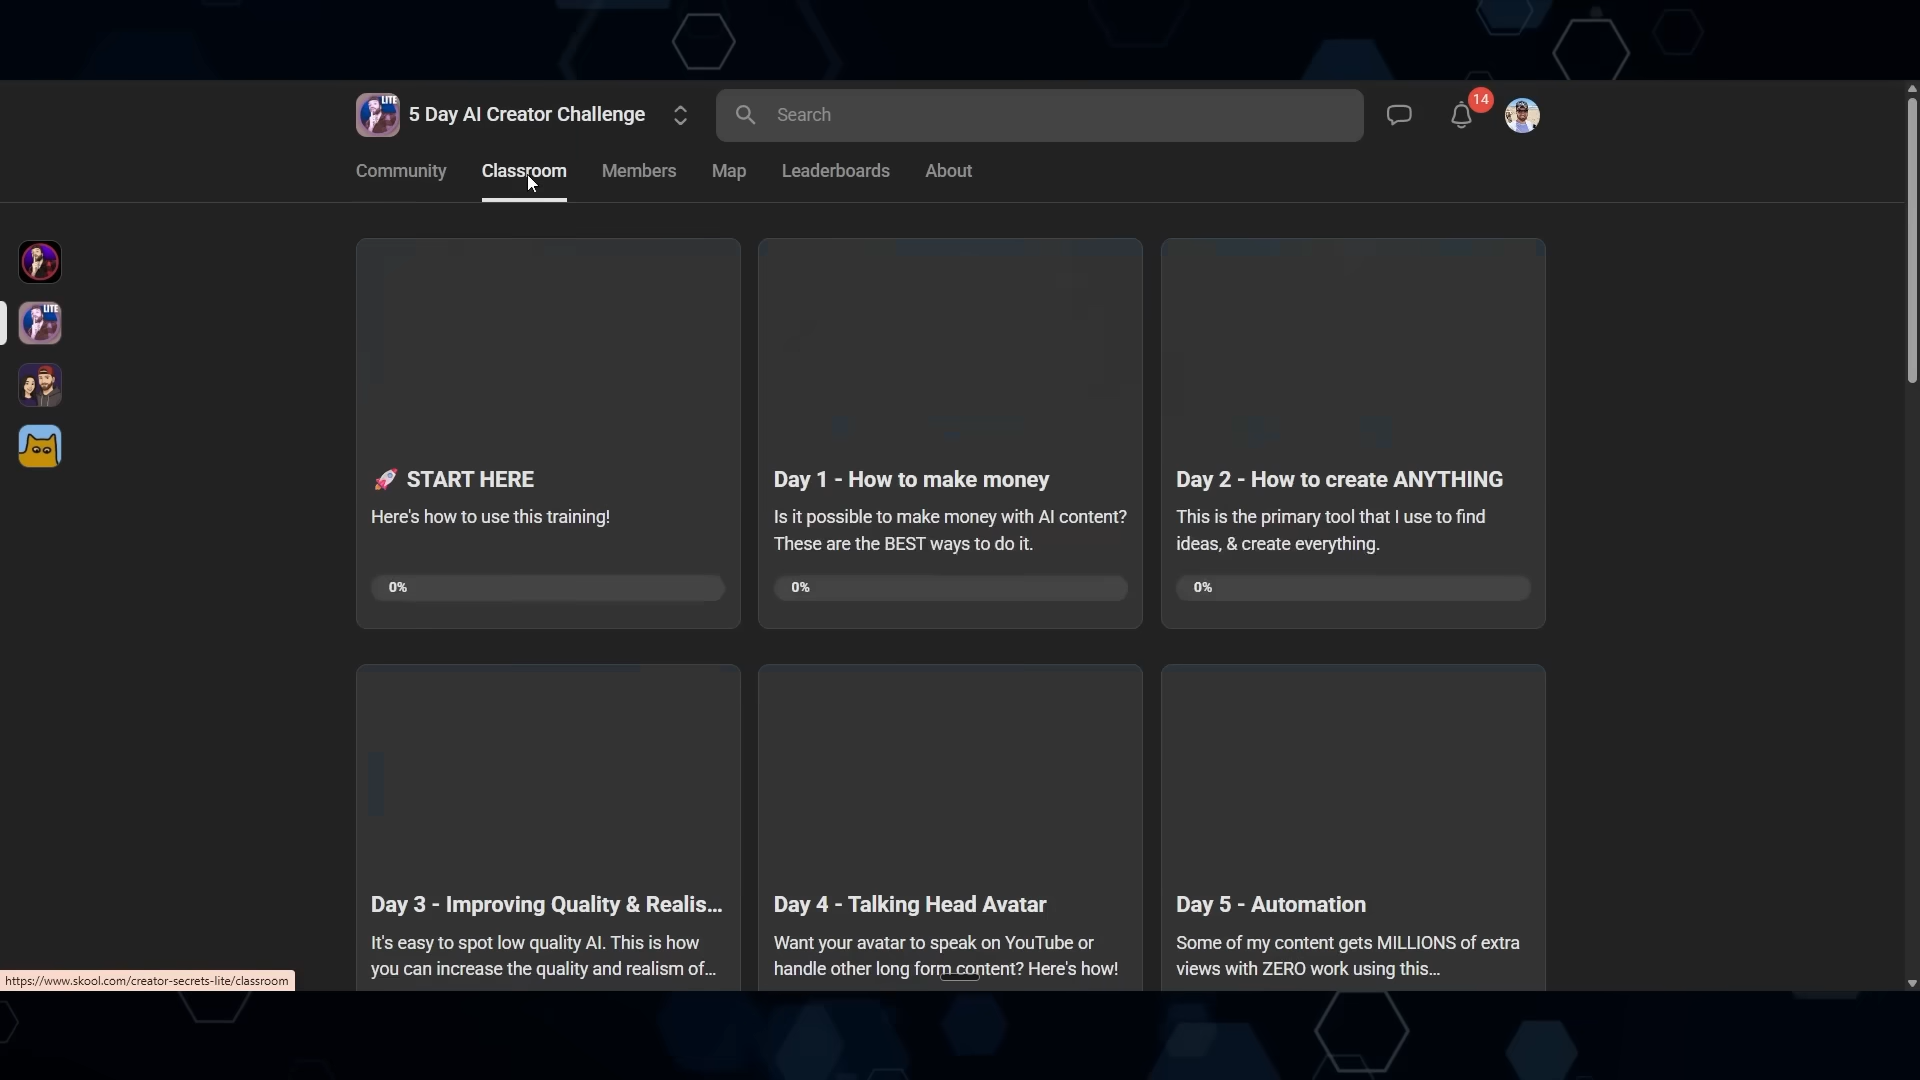 LITE
5 Day AI Creator Challenge
Search
14
Community
Classroom
Members
Map
Leaderboards
About
LITE
🚀 START HERE
Here's how to use this training!
0%
Day 1 - How to make money
Is it possible to make money with AI content?
These are the BEST ways to do it.
0%
Day 2 - How to create ANYTHING
This is the primary tool that I use to find
ideas, & create everything.
0%
Day 3 - Improving Quality & Realis...
It's easy to spot low quality AI. This is how
you can increase the quality and realism of...
Day 4 - Talking Head Avatar
Want your avatar to speak on YouTube or
handle other long form content? Here's how!
Day 5 - Automation
Some of my content gets MILLIONS of extra
views with ZERO work using this...
https://www.skool.com/creator-secrets-lite/classroom